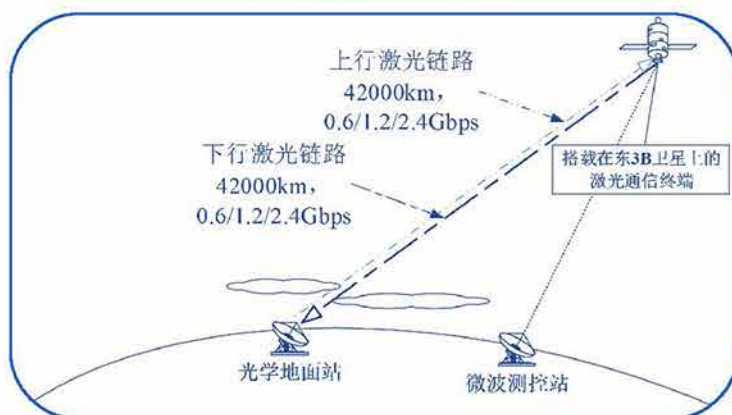 上行激光链路
42000km，
0.6/1.2/2.4Gbps
下行激光链路
42000km，
0.6/1.2/2.4Gbps
搭载在东3B卫星上的
激光通信终端
光学地面站
微波测控站